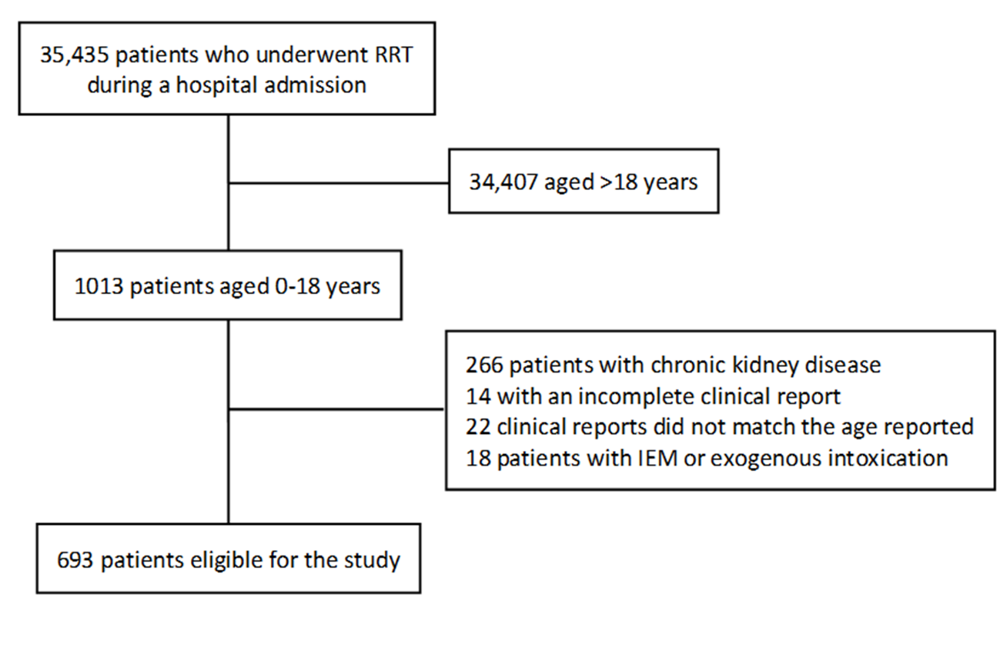 35,435 patients who underwent RRT
during a hospital admission
34,407 aged >18 years
1013 patients aged 0-18 years
266 patients with chronic kidney disease
14 with an incomplete clinical report
22 clinical reports did not match the age reported
18 patients with IEM or exogenous intoxication
693 patients eligible for the study